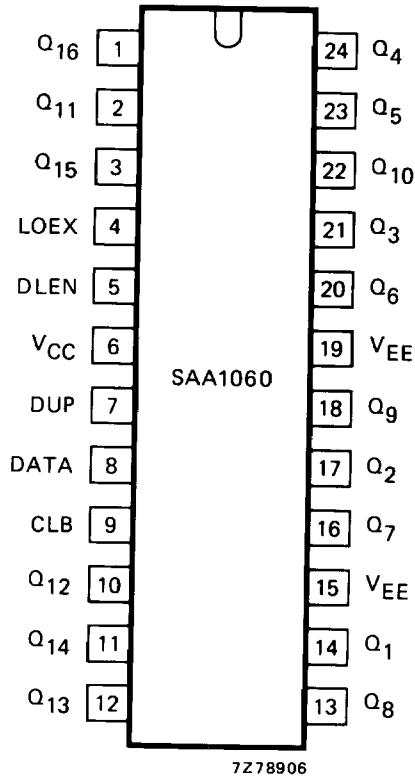 Q16 1 24 Q4
Q11 2 23 Q5
Q15 3 22 Q10
LOEX 4 21 Q3
DLEN 5 20 Q6
VCC 6 19 VEE
SAA1060
DUP 7 18 Q9
DATA 8 17 Q2
CLB 9 16 Q7
Q12 10 15 VEE
Q14 11 14 Q1
Q13 12 13 Q8
7Z78906